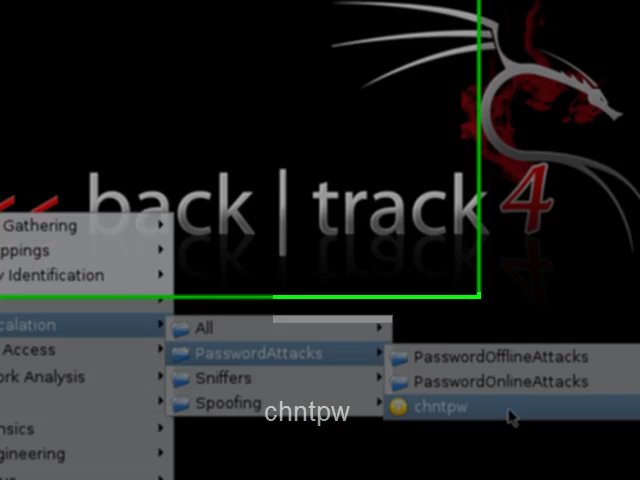 << back | track 4
Gathering
ppings
y Identification
calation
Access
ork Analysis
nsics
gineering
All
PasswordAttacks
Sniffers
Spoofing
PasswordOfflineAttacks
PasswordOnlineAttacks
chntpw
chntpw